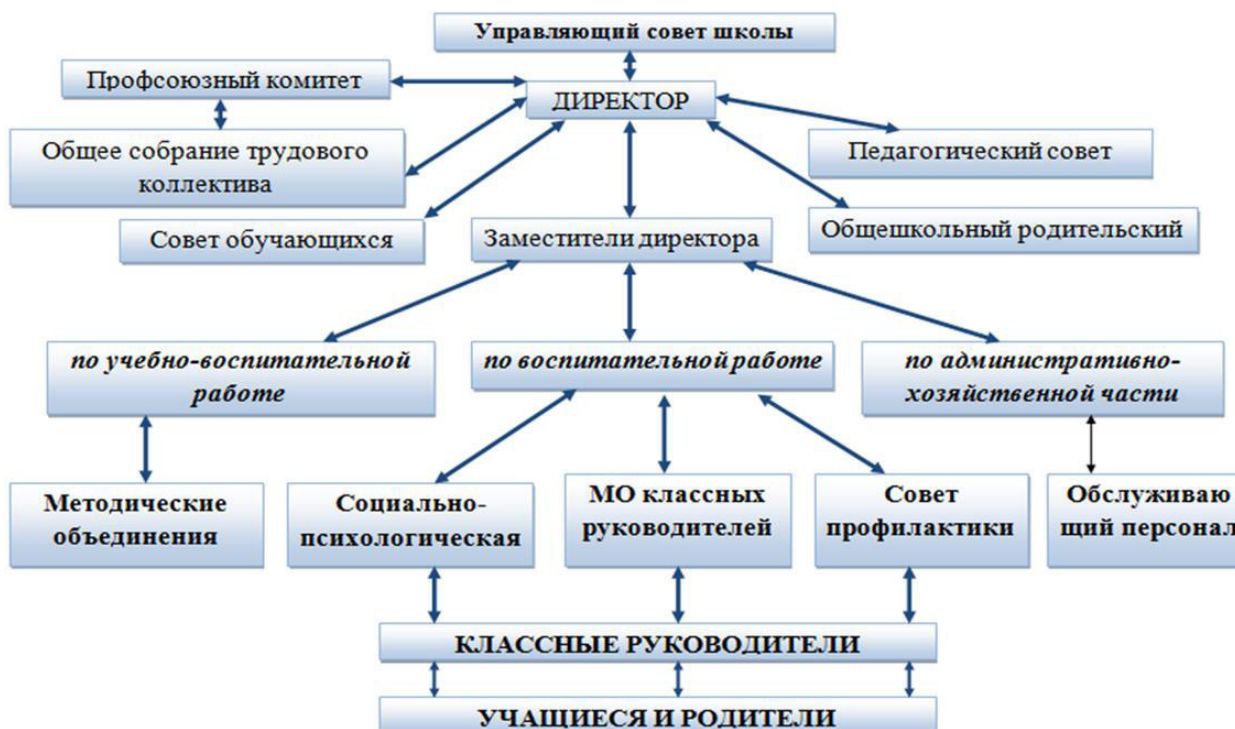 Управляющий совет школы
Профсоюзный комитет
ДИРЕКТОР
Общее собрание трудового
коллектива
Педагогический совет
Совет обучающихся
Заместители директора
Общешкольный родительский
по учебно-воспитательной
работе
по воспитательной работе
по административно-
хозяйственной части
Методические
объединения
Социально-
психологическая
МО классных
руководителей
Совет
профилактики
Обслуживаю
щий персонал
КЛАССНЫЕ РУКОВОДИТЕЛИ
УЧАЩИЕСЯ И РОДИТЕЛИ